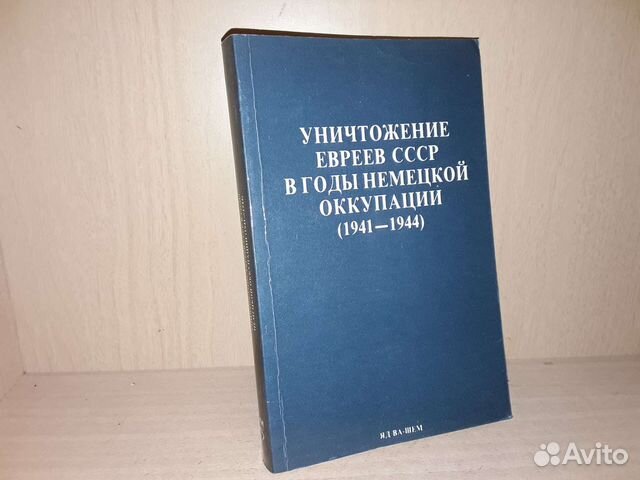 УНИЧТОЖЕНИЕ
ЕВРЕЕВ СССР
В ГОДЫ НЕМЕЦКОЙ
ОККУПАЦИИ
(1941—1944)
ЯД ВА-ШЕМ
Avito